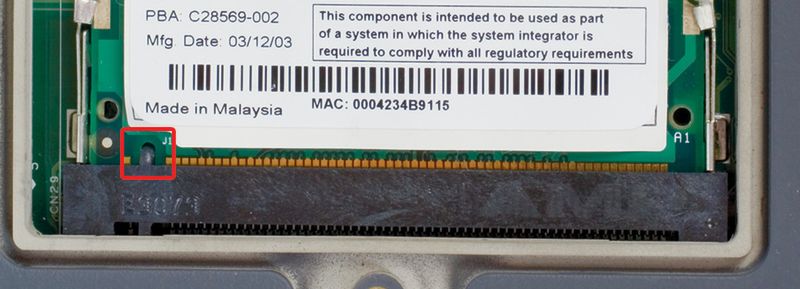 PBA: C28569-002
Mfg. Date: 03/12/03
This component is intended to be used as part
of a system in which the system integrator is
required to comply with all regulatory requirements
Made in Malaysia
MAC: 0004234B9115
J1
A1
CN29